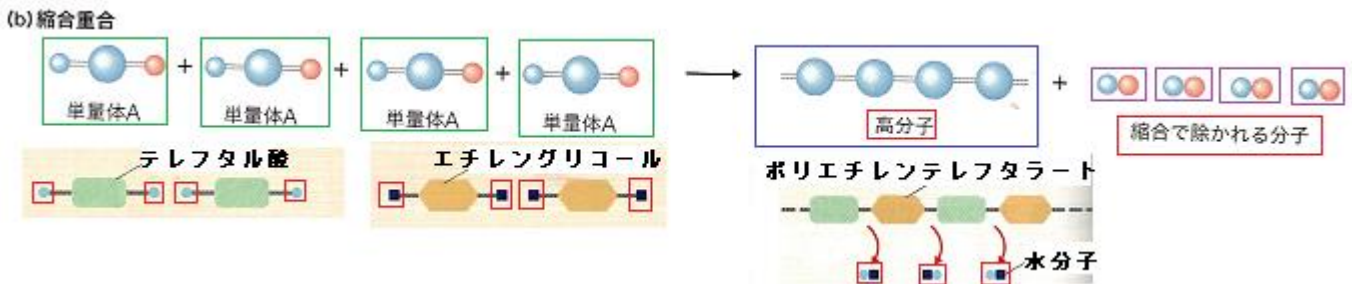 (b)縮合重合
+
+
+
+
単量体A
単量体A
単量体A
単量体A
高分子
縮合で除かれる分子
テレフタル酸
エチレングリコール
ポリエチレンテレフタラート
水分子